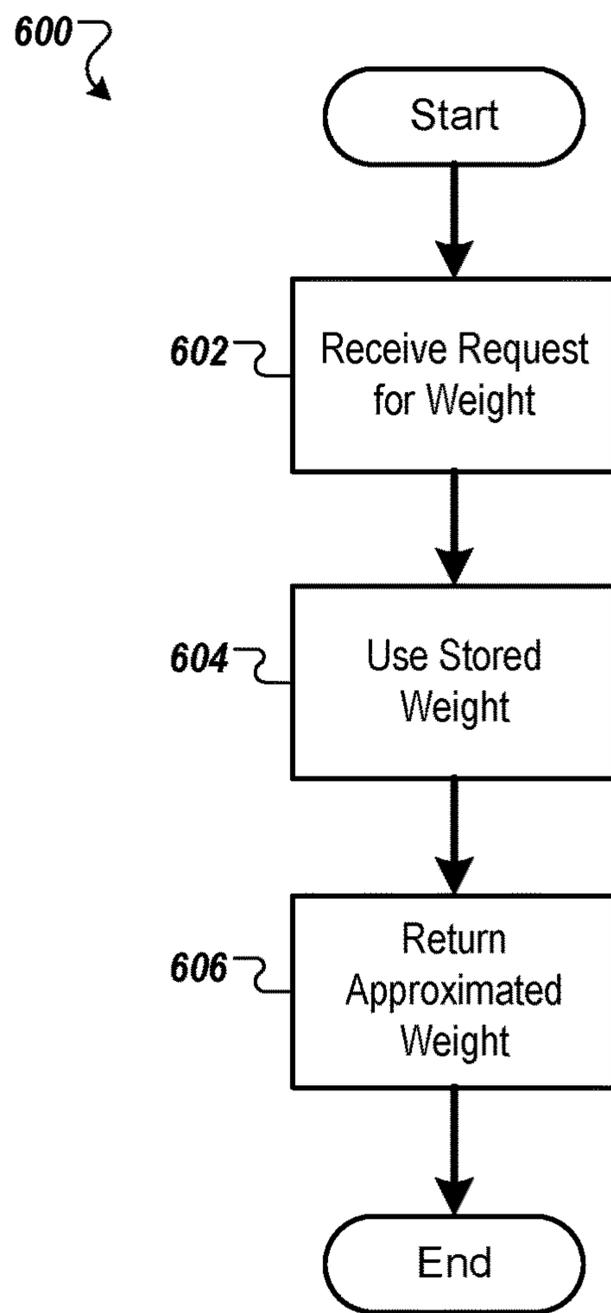 600
Start
602
Receive Request
for Weight
604
Use Stored
Weight
606
Return
Approximated
Weight
End